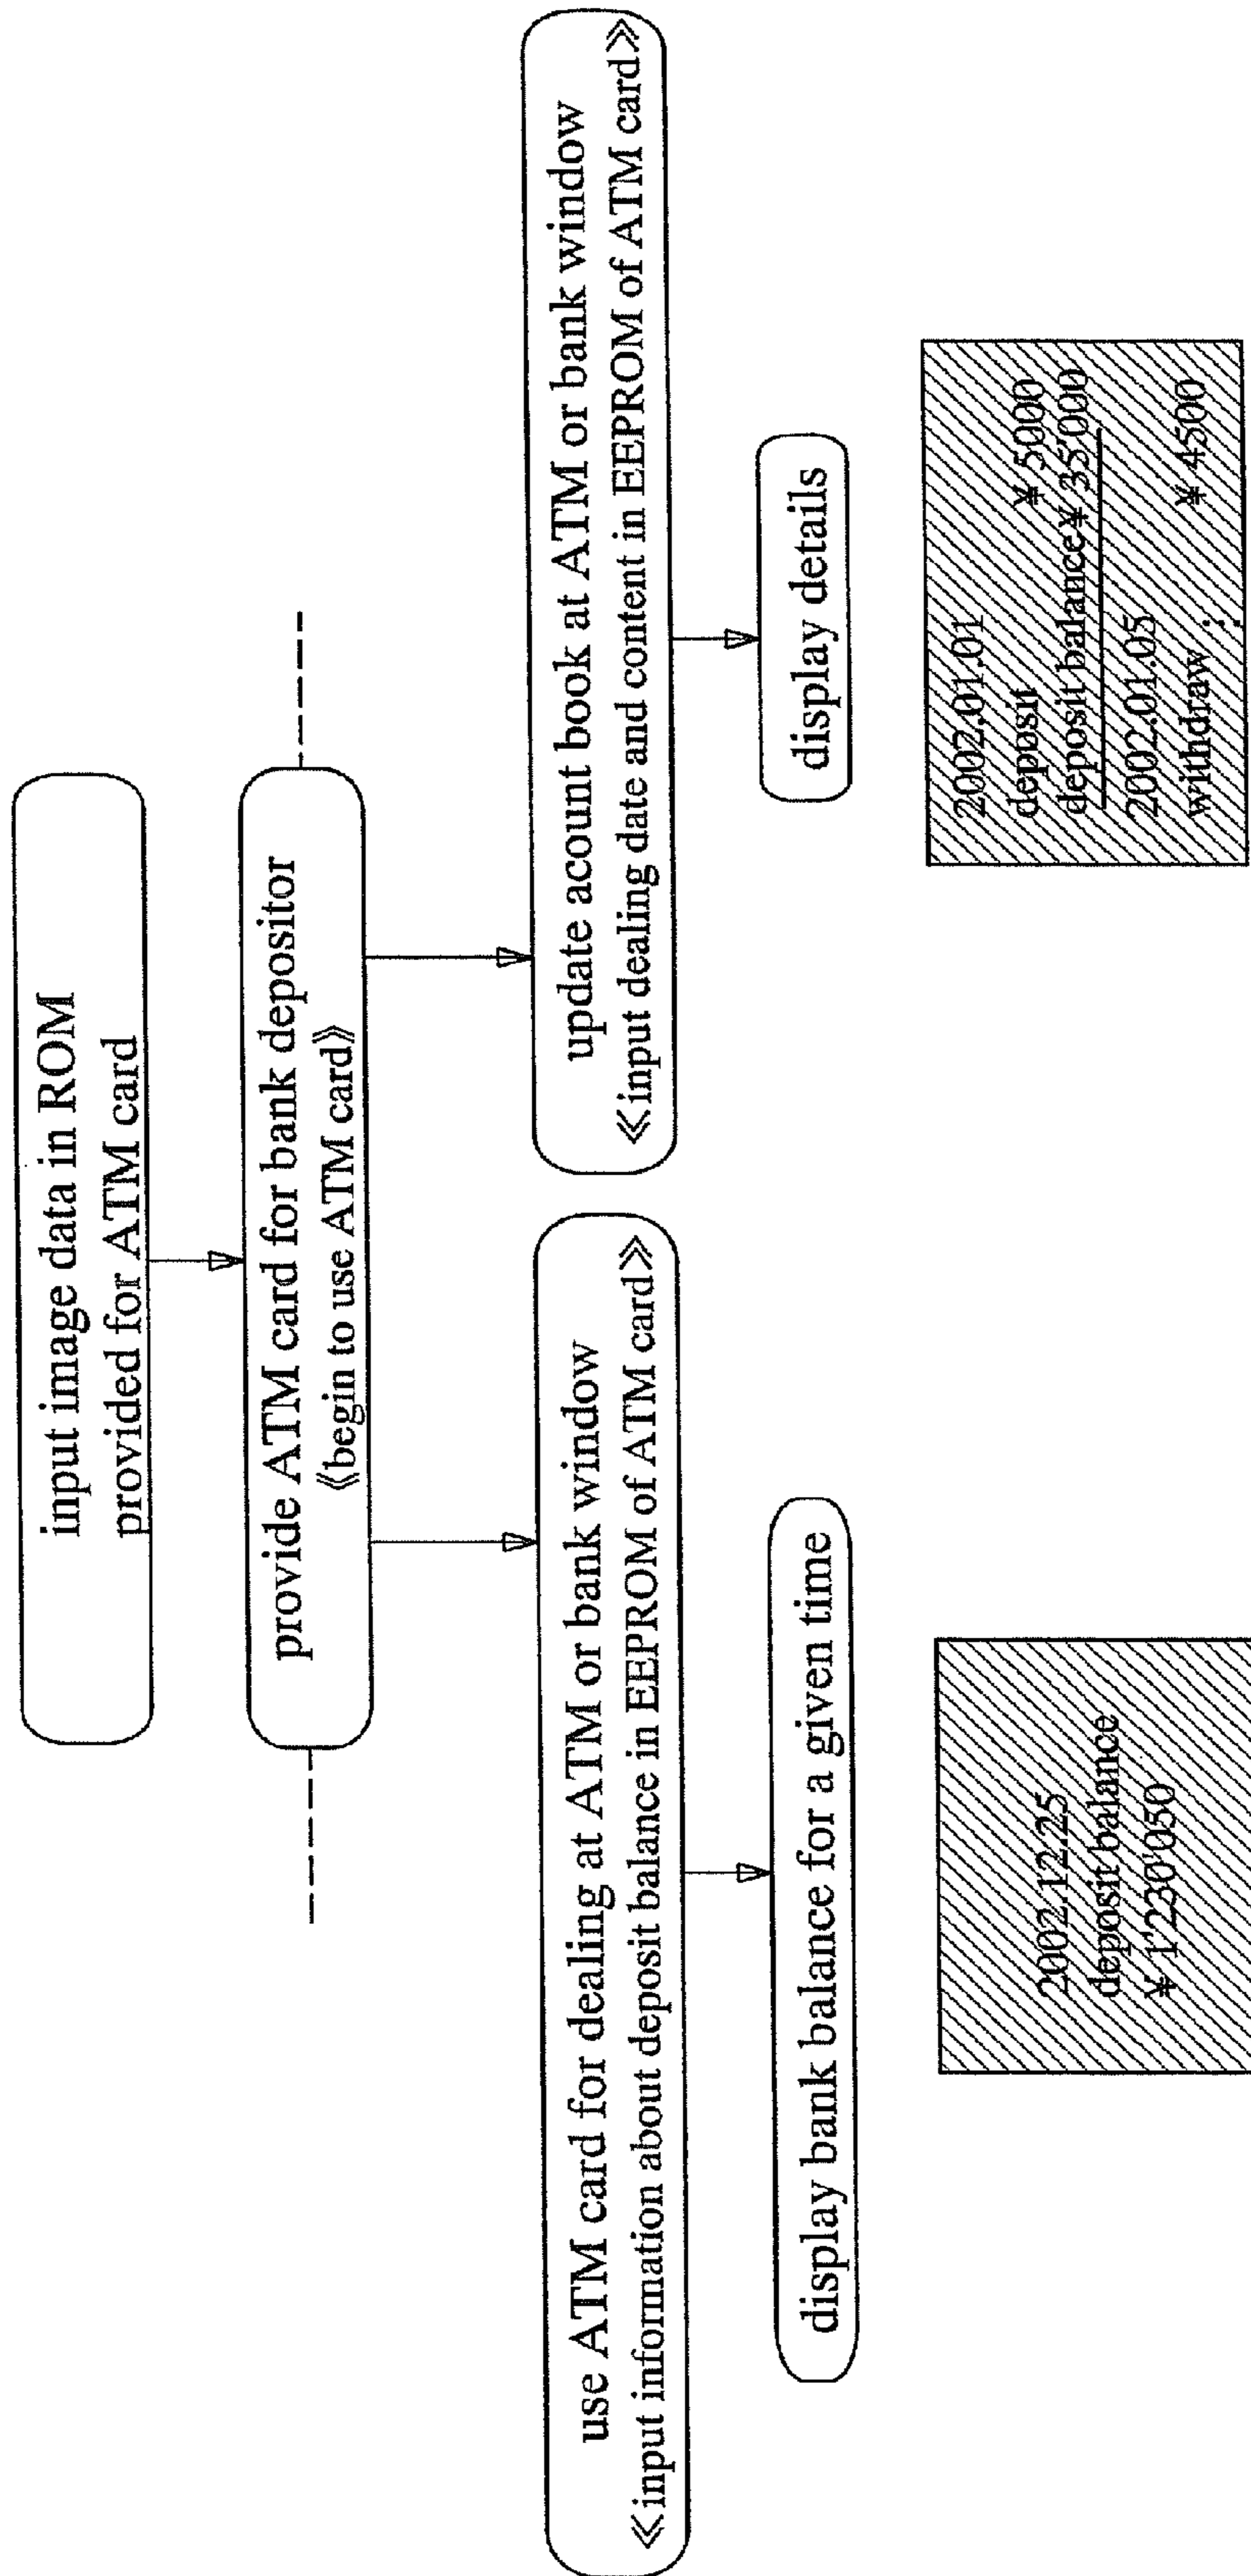 input image data in ROM
provided for ATM card
provide ATM card for bank depositor
《begin to use ATM card》
use ATM card for dealing at ATM or bank window
≪input information about deposit balance in EEPROM of ATM card≫
display bank balance for a given time
2002.12.25
deposit balance
¥ 1'230'050
update acount book at ATM or bank window
≪input dealing date and content in EEPROM of ATM card≫
display details
2002.01.01
deposit ¥ 5000
deposit balance ¥ 35'000
2002.01.05
withdraw ⋮ ¥ 4500